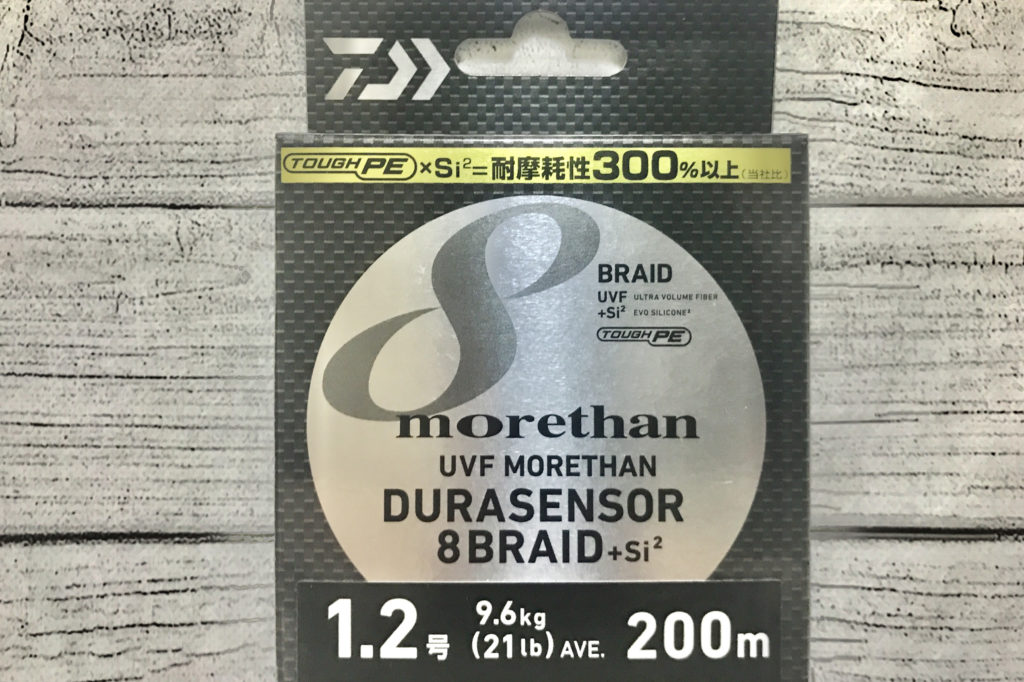 TOUGH PE×Si²=耐摩耗性300%以上(当社比)
8
BRAID
UVF ULTRA VOLUME FIBER
+Si² EVO SILICONE²
TOUGH PE
morethan
UVF MORETHAN
DURASENSOR
8BRAID+Si²
1.2号 9.6kg (21lb) AVE. 200m